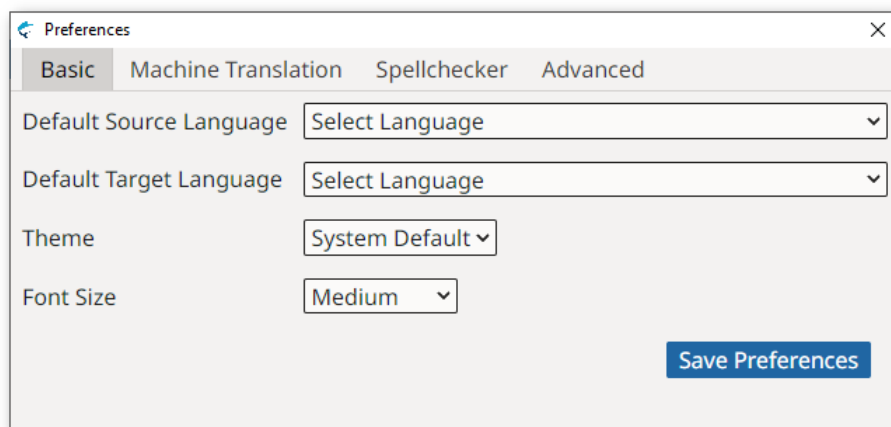 Preferences
Basic Machine Translation Spellchecker Advanced
Default Source Language Select Language
Default Target Language Select Language
Theme System Default
Font Size Medium
Save Preferences